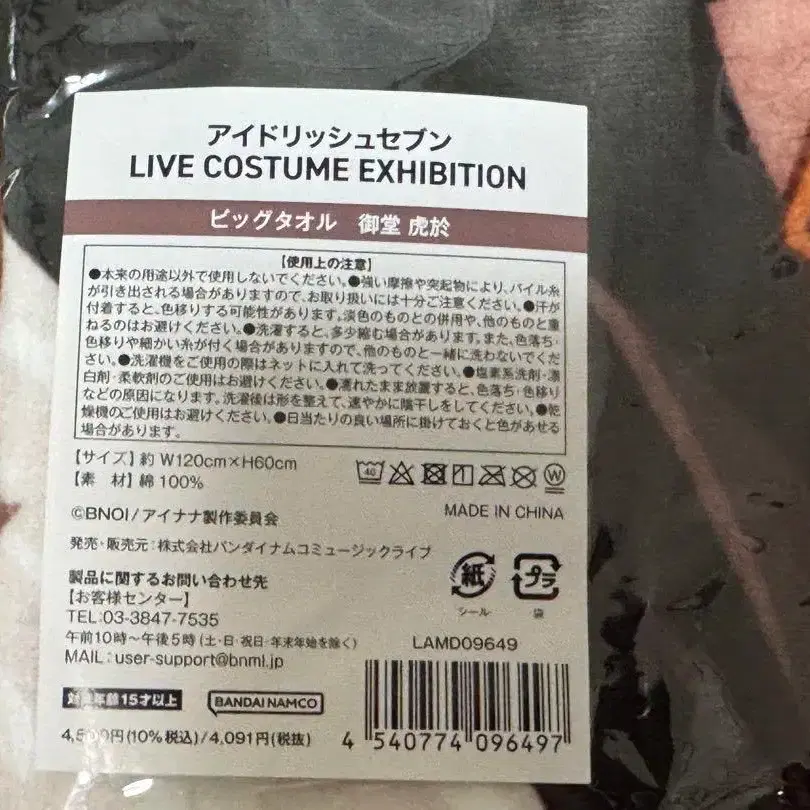 アイドリッシュセブン
LIVE COSTUME EXHIBITION
ビッグタオル 御堂 虎於
【使用上の注意】
●本来の用途以外で使用しないでください。●強い摩擦や突起物により、パイル糸
が引き出される場合がありますので、お取り扱いには十分ご注意ください。●汗が
付着すると、色移りする可能性があります。淡色のものとの併用や、他のものと重
ねるのはお避けください。●洗濯すると、多少縮む場合があります。また、色落ち・
色移りや細かい糸が付く場合がありますので、他のものと一緒に洗わないでくだ
さい。●洗濯機をご使用の際はネットに入れて洗ってください。●塩素系洗剤・漂
白剤・柔軟剤のご使用はお避けください。●濡れたまま放置すると、色落ち・色移り
などの原因になります。洗濯後は形を整えて、速やかに陰干しをしてください。●乾
燥機のご使用はお避けください。●日当たりの良い場所に掛けておくと色があせる
場合があります。
【サイズ】約 W120cm×H60cm
【素 材】綿 100%
40
W
©BNOI/アイナナ製作委員会
MADE IN CHINA
発売・販売元:株式会社バンダイナムコミュージックライブ
製品に関するお問い合わせ先
【お客様センター】
TEL:03-3847-7535
午前10時~午後5時(土・日・祝日・年末年始を除く)
MAIL:user-support@bnml.jp
紙
シール
プラ
袋
LAMD09649
対象年齢15才以上
BANDAI NAMCO
4,500円(10%税込)/4,091円(税抜)
4 540774 096497